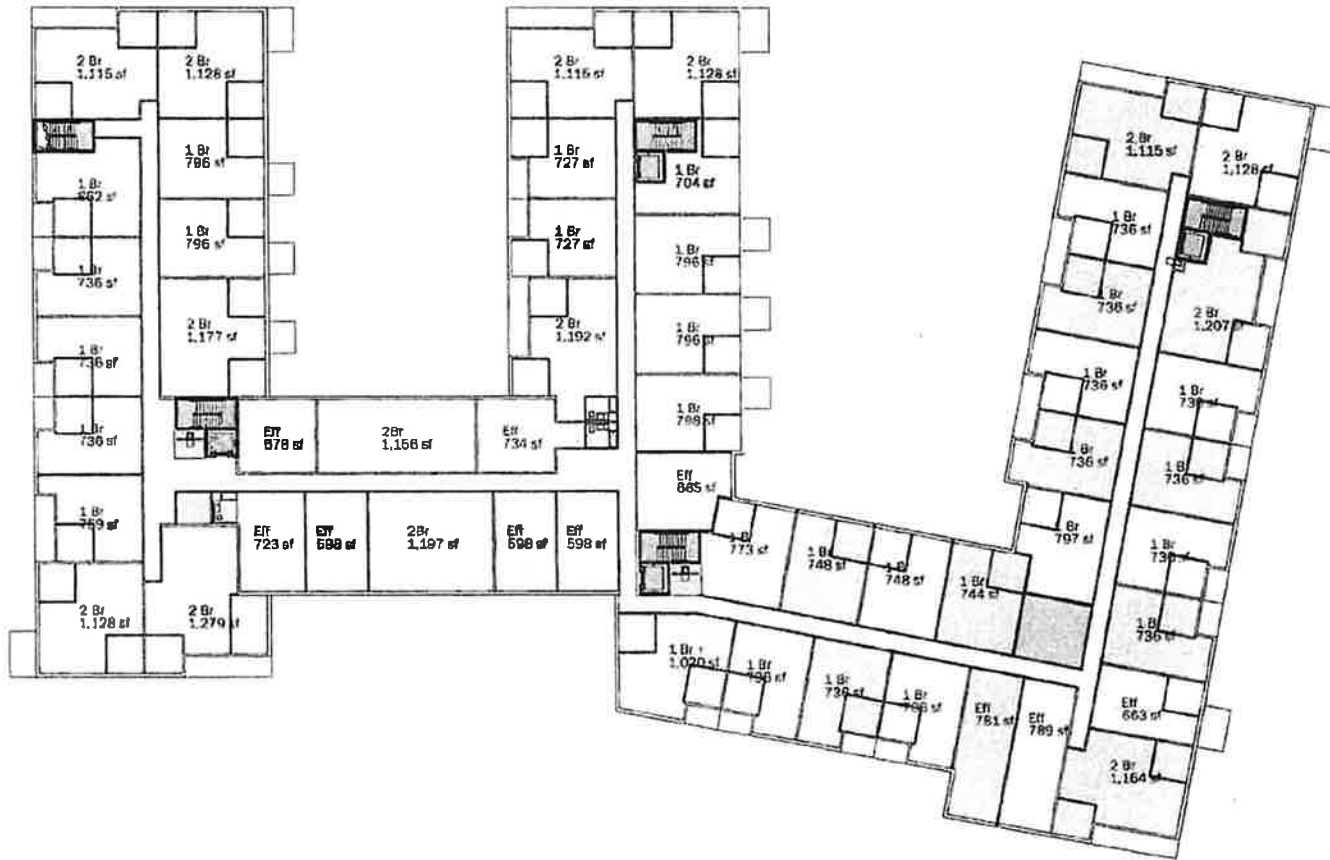 2 Br
1,115 sf
2 Br
1,128 sf
2 Br
1,115 sf
2 Br
1,128 sf
2 Br
1,115 sf
2 Br
1,128 sf
1 Br
796 sf
1 Br
727 sf
1 Br
704 sf
1 Br
662 sf
1 Br
796 sf
1 Br
727 sf
1 Br
796 sf
1 Br
736 sf
1 Br
736 sf
1 Br
736 sf
2 Br
1,207 sf
1 Br
736 sf
2 Br
1,177 sf
2 Br
1,192 sf
1 Br
796 sf
1 Br
736 sf
1 Br
736 sf
1 Br
736 sf
1 Br
1 Br
736 sf
1 Br
736 sf
Eff
2Br
1,156 sf
Eff
734 sf
Eff
665 sf
1 Br
759 sf
Eff
723 sf
Eff
2Br
1,197 sf
Eff
598 sf
Eff
598 sf
1 Br
773 sf
1 Br
748 sf
1 Br
748 sf
1 Br
744 sf
1 Br
797 sf
1 Br
736 sf
1 Br
736 sf
2 Br
1,128 sf
2 Br
1,279 sf
1 Br +
1,020 sf
1 Br
1 Br
736 sf
1 Br
Eff
781 sf
Eff
789 sf
Eff
663 sf
2 Br
1,164 sf